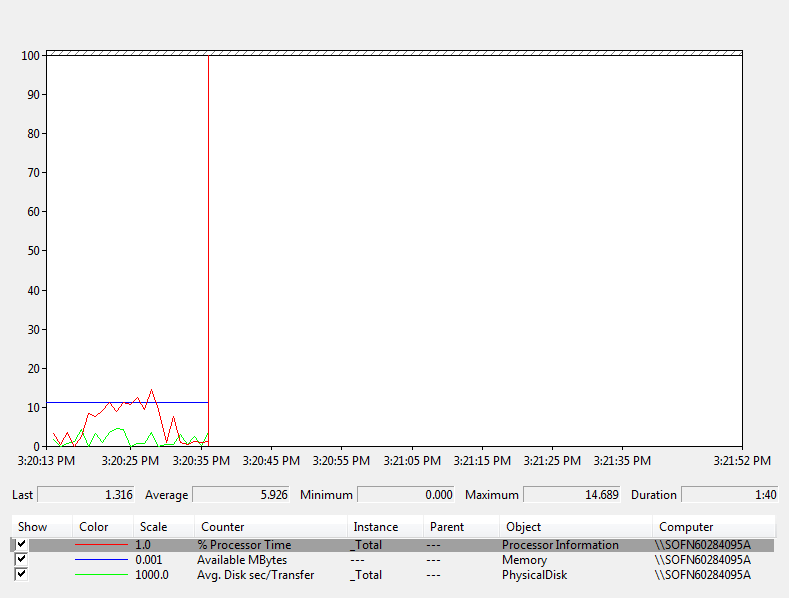 100
90
80
70
60
50
40
30
20
10
0
3:20:13 PM 3:20:25 PM 3:20:35 PM 3:20:45 PM 3:20:55 PM 3:21:05 PM 3:21:15 PM 3:21:25 PM 3:21:35 PM 3:21:52 PM
Last 1.316 Average 5.926 Minimum 0.000 Maximum 14.689 Duration 1:40
Show Color Scale Counter Instance Parent Object Computer
1.0 % Processor Time _Total --- Processor Information \\SOFN60284095A
0.001 Available MBytes --- --- Memory \\SOFN60284095A
1000.0 Avg. Disk sec/Transfer _Total --- PhysicalDisk \\SOFN60284095A